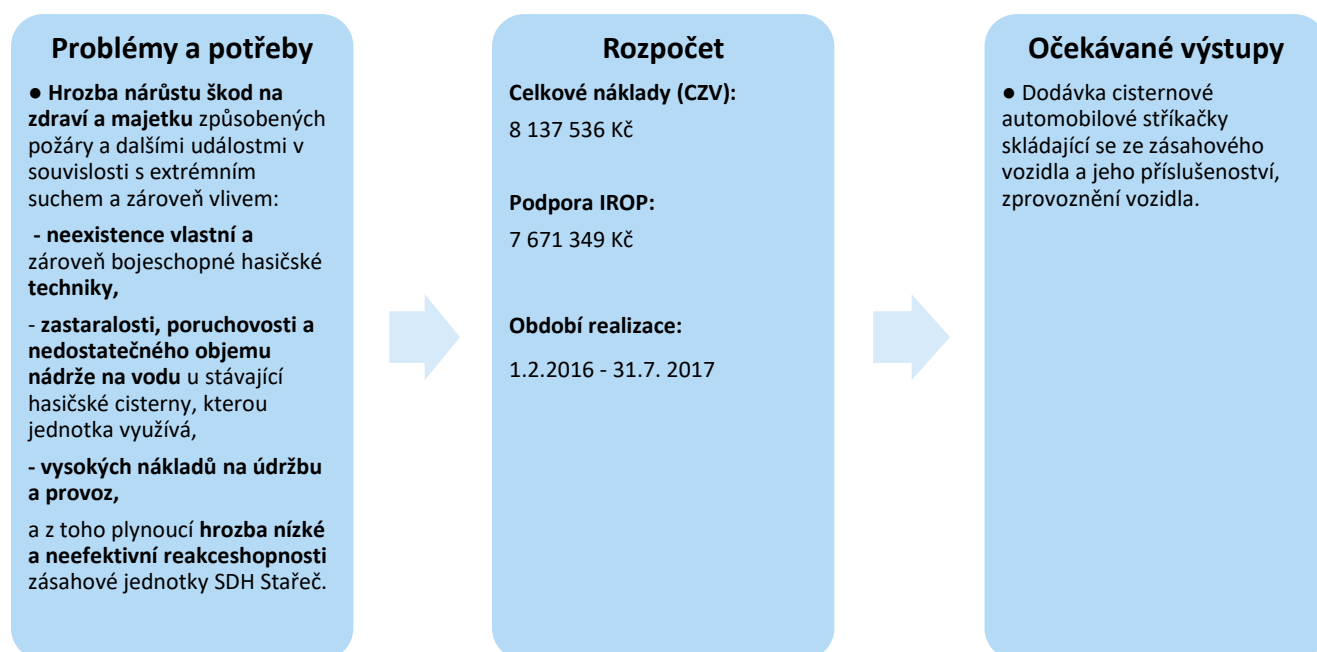 Problémy a potřeby
● Hrozba nárůstu škod na
zdraví a majetku způsobených
požáry a dalšími událostmi v
souvislosti s extrémním
suchem a zároveň vlivem:
- neexistence vlastní a
zároveň bojeschopné hasičské
techniky,
- zastaralosti, poruchovosti a
nedostatečného objemu
nádrže na vodu u stávající
hasičské cisterny, kterou
jednotka využívá,
- vysokých nákladů na údržbu
a provoz,
a z toho plynoucí hrozba nízké
a neefektivní reakceshopnosti
zásahové jednotky SDH Stařeč.
Rozpočet
Celkové náklady (CZV):
8 137 536 Kč
Podpora IROP:
7 671 349 Kč
Období realizace:
1.2.2016 - 31.7. 2017
Očekávané výstupy
● Dodávka cisternové
automobilové stříkačky
skládající se ze zásahového
vozidla a jeho příslušenoství,
zprovoznění vozidla.